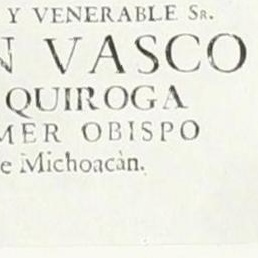 Y VENERABLE SR.
N VASCO
QUIROGA
MER OBISPO
e Michoacàn.